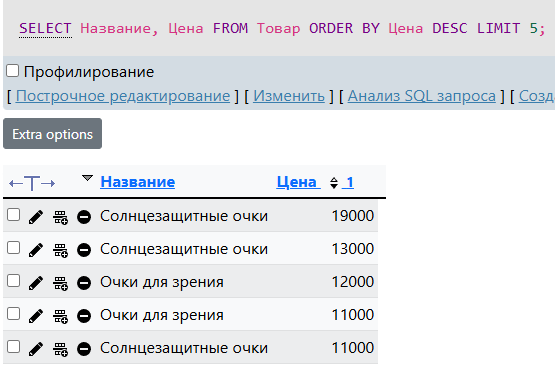 SELECT Название, Цена FROM Товар ORDER BY Цена DESC LIMIT 5;
Профилирование
[ Построчное редактирование ] [ Изменить ] [ Анализ SQL запроса ] [ Созд
Extra options
←T→ Название Цена 1
Солнцезащитные очки 19000
Солнцезащитные очки 13000
Очки для зрения 12000
Очки для зрения 11000
Солнцезащитные очки 11000